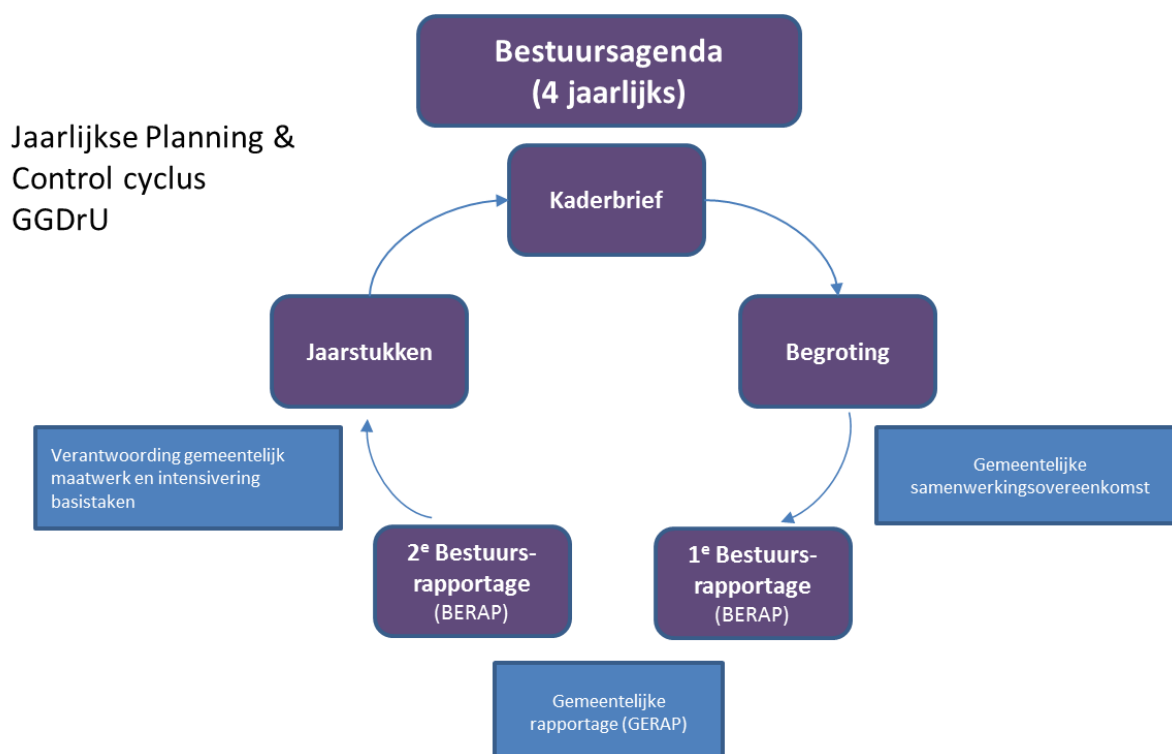 Bestuursagenda
(4 jaarlijks)
Jaarlijkse Planning &
Control cyclus
GGDrU
Kaderbrief
Jaarstukken
Begroting
Verantwoording gemeentelijk
maatwerk en intensivering
basistaken
Gemeentelijke
samenwerkingsovereenkomst
2e Bestuurs-
rapportage
(BERAP)
1e Bestuurs-
rapportage
(BERAP)
Gemeentelijke
rapportage (GERAP)